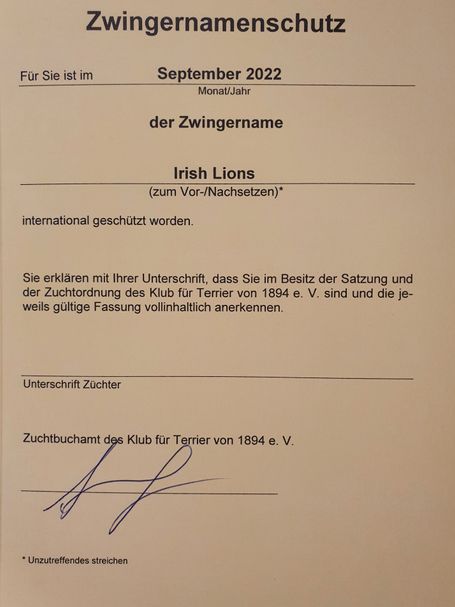 Zwingernamenschutz
Für Sie ist im September 2022
Monat/Jahr
der Zwingername
Irish Lions
(zum Vor-/Nachsetzen)*
international geschützt worden.
Sie erklären mit Ihrer Unterschrift, dass Sie im Besitz der Satzung und
der Zuchtordnung des Klub für Terrier von 1894 e. V. sind und die je-
weils gültige Fassung vollinhaltlich anerkennen.
Unterschrift Züchter
Zuchtbuchamt des Klub für Terrier von 1894 e. V.
* Unzutreffendes streichen